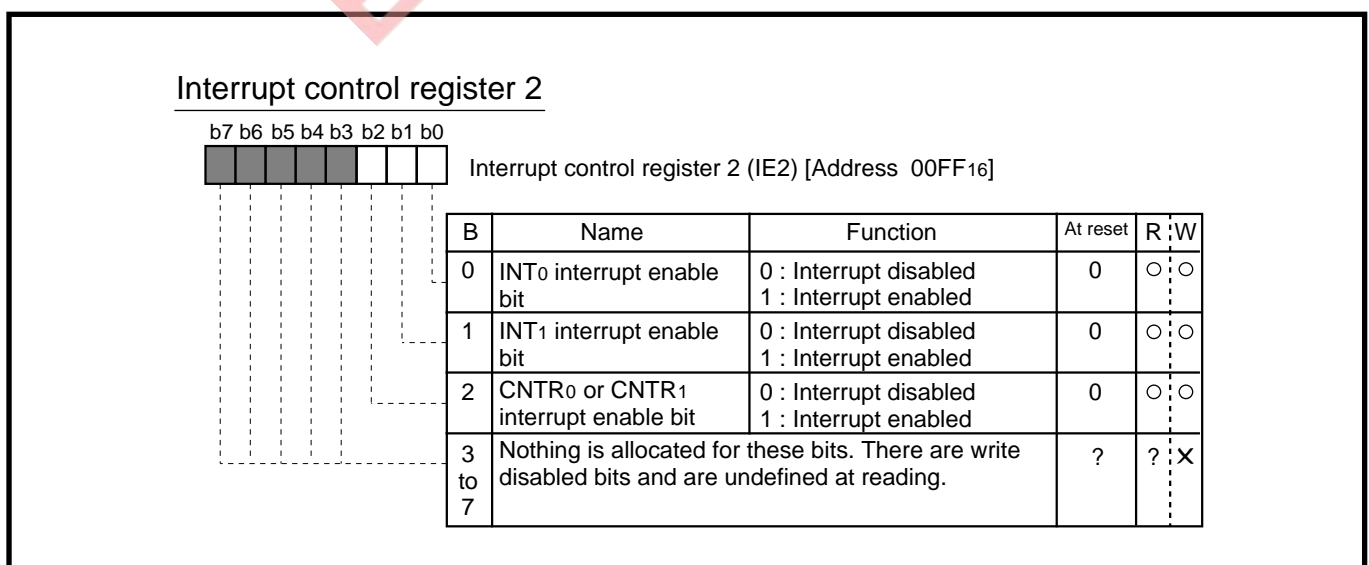 Interrupt control register 2
b7 b6 b5 b4 b3 b2 b1 b0
Interrupt control register 2 (IE2) [Address 00FF16]
B Name Function At reset R W
0 INT0 interrupt enable bit 0 : Interrupt disabled 1 : Interrupt enabled 0 ○ ○
1 INT1 interrupt enable bit 0 : Interrupt disabled 1 : Interrupt enabled 0 ○ ○
2 CNTR0 or CNTR1 interrupt enable bit 0 : Interrupt disabled 1 : Interrupt enabled 0 ○ ○
3 to 7 Nothing is allocated for these bits. There are write disabled bits and are undefined at reading. ? ? ×